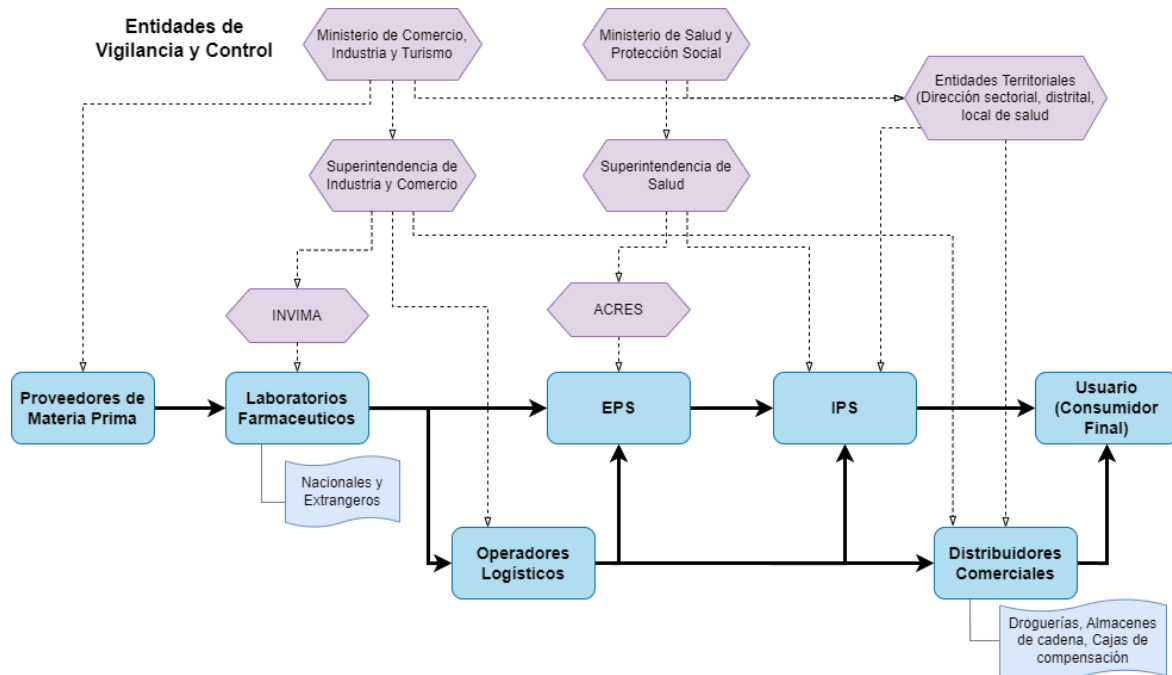 Entidades de
Vigilancia y Control
Ministerio de Comercio,
Industria y Turismo
Ministerio de Salud y
Protección Social
Entidades Territoriales
(Dirección sectorial, distrital,
local de salud
Superintendencia de
Industria y Comercio
Superintendencia de
Salud
INVIMA
ACRES
Proveedores de
Materia Prima
Laboratorios
Farmaceuticos
EPS
IPS
Usuario
(Consumidor
Final)
Nacionales y
Extrangeros
Operadores
Logísticos
Distribuidores
Comerciales
Droguerías, Almacenes
de cadena, Cajas de
compensación